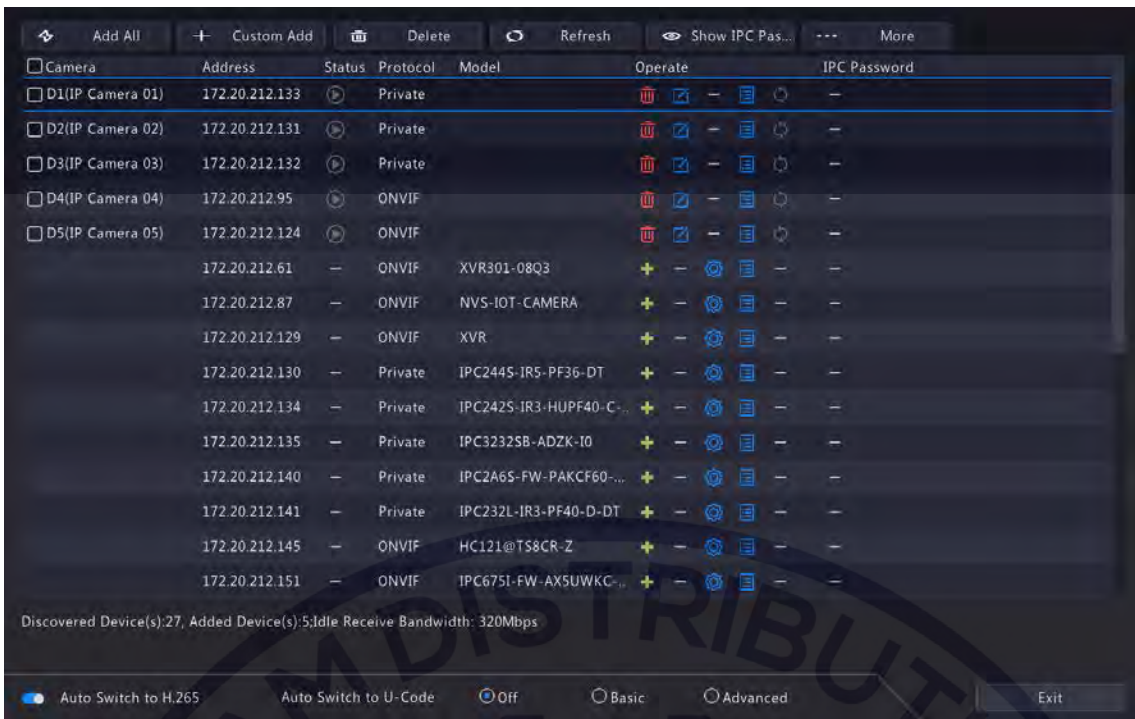 Add All Custom Add Delete Refresh Show IPC Pas... More
Camera Address Status Protocol Model Operate IPC Password
D1(IP Camera 01) 172.20.212.133 Private
D2(IP Camera 02) 172.20.212.131 Private
D3(IP Camera 03) 172.20.212.132 Private
D4(IP Camera 04) 172.20.212.95 ONVIF
D5(IP Camera 05) 172.20.212.124 ONVIF
172.20.212.61 — ONVIF XVR301-08Q3
172.20.212.87 — ONVIF NVS-IOT-CAMERA
172.20.212.129 — ONVIF XVR
172.20.212.130 — Private IPC244S-IR5-PF36-DT
172.20.212.134 — Private IPC242S-IR3-HUPF40-C-..
172.20.212.135 — Private IPC3232SB-ADZK-I0
172.20.212.140 — Private IPC2A6S-FW-PAKCF60-...
172.20.212.141 — Private IPC232L-IR3-PF40-D-DT
172.20.212.145 — ONVIF HC121@TS8CR-Z
172.20.212.151 — ONVIF IPC675I-FW-AX5UWKC-..
Discovered Device(s):27, Added Device(s):5;Idle Receive Bandwidth: 320Mbps
Auto Switch to H.265 Auto Switch to U-Code Off Basic Advanced Exit